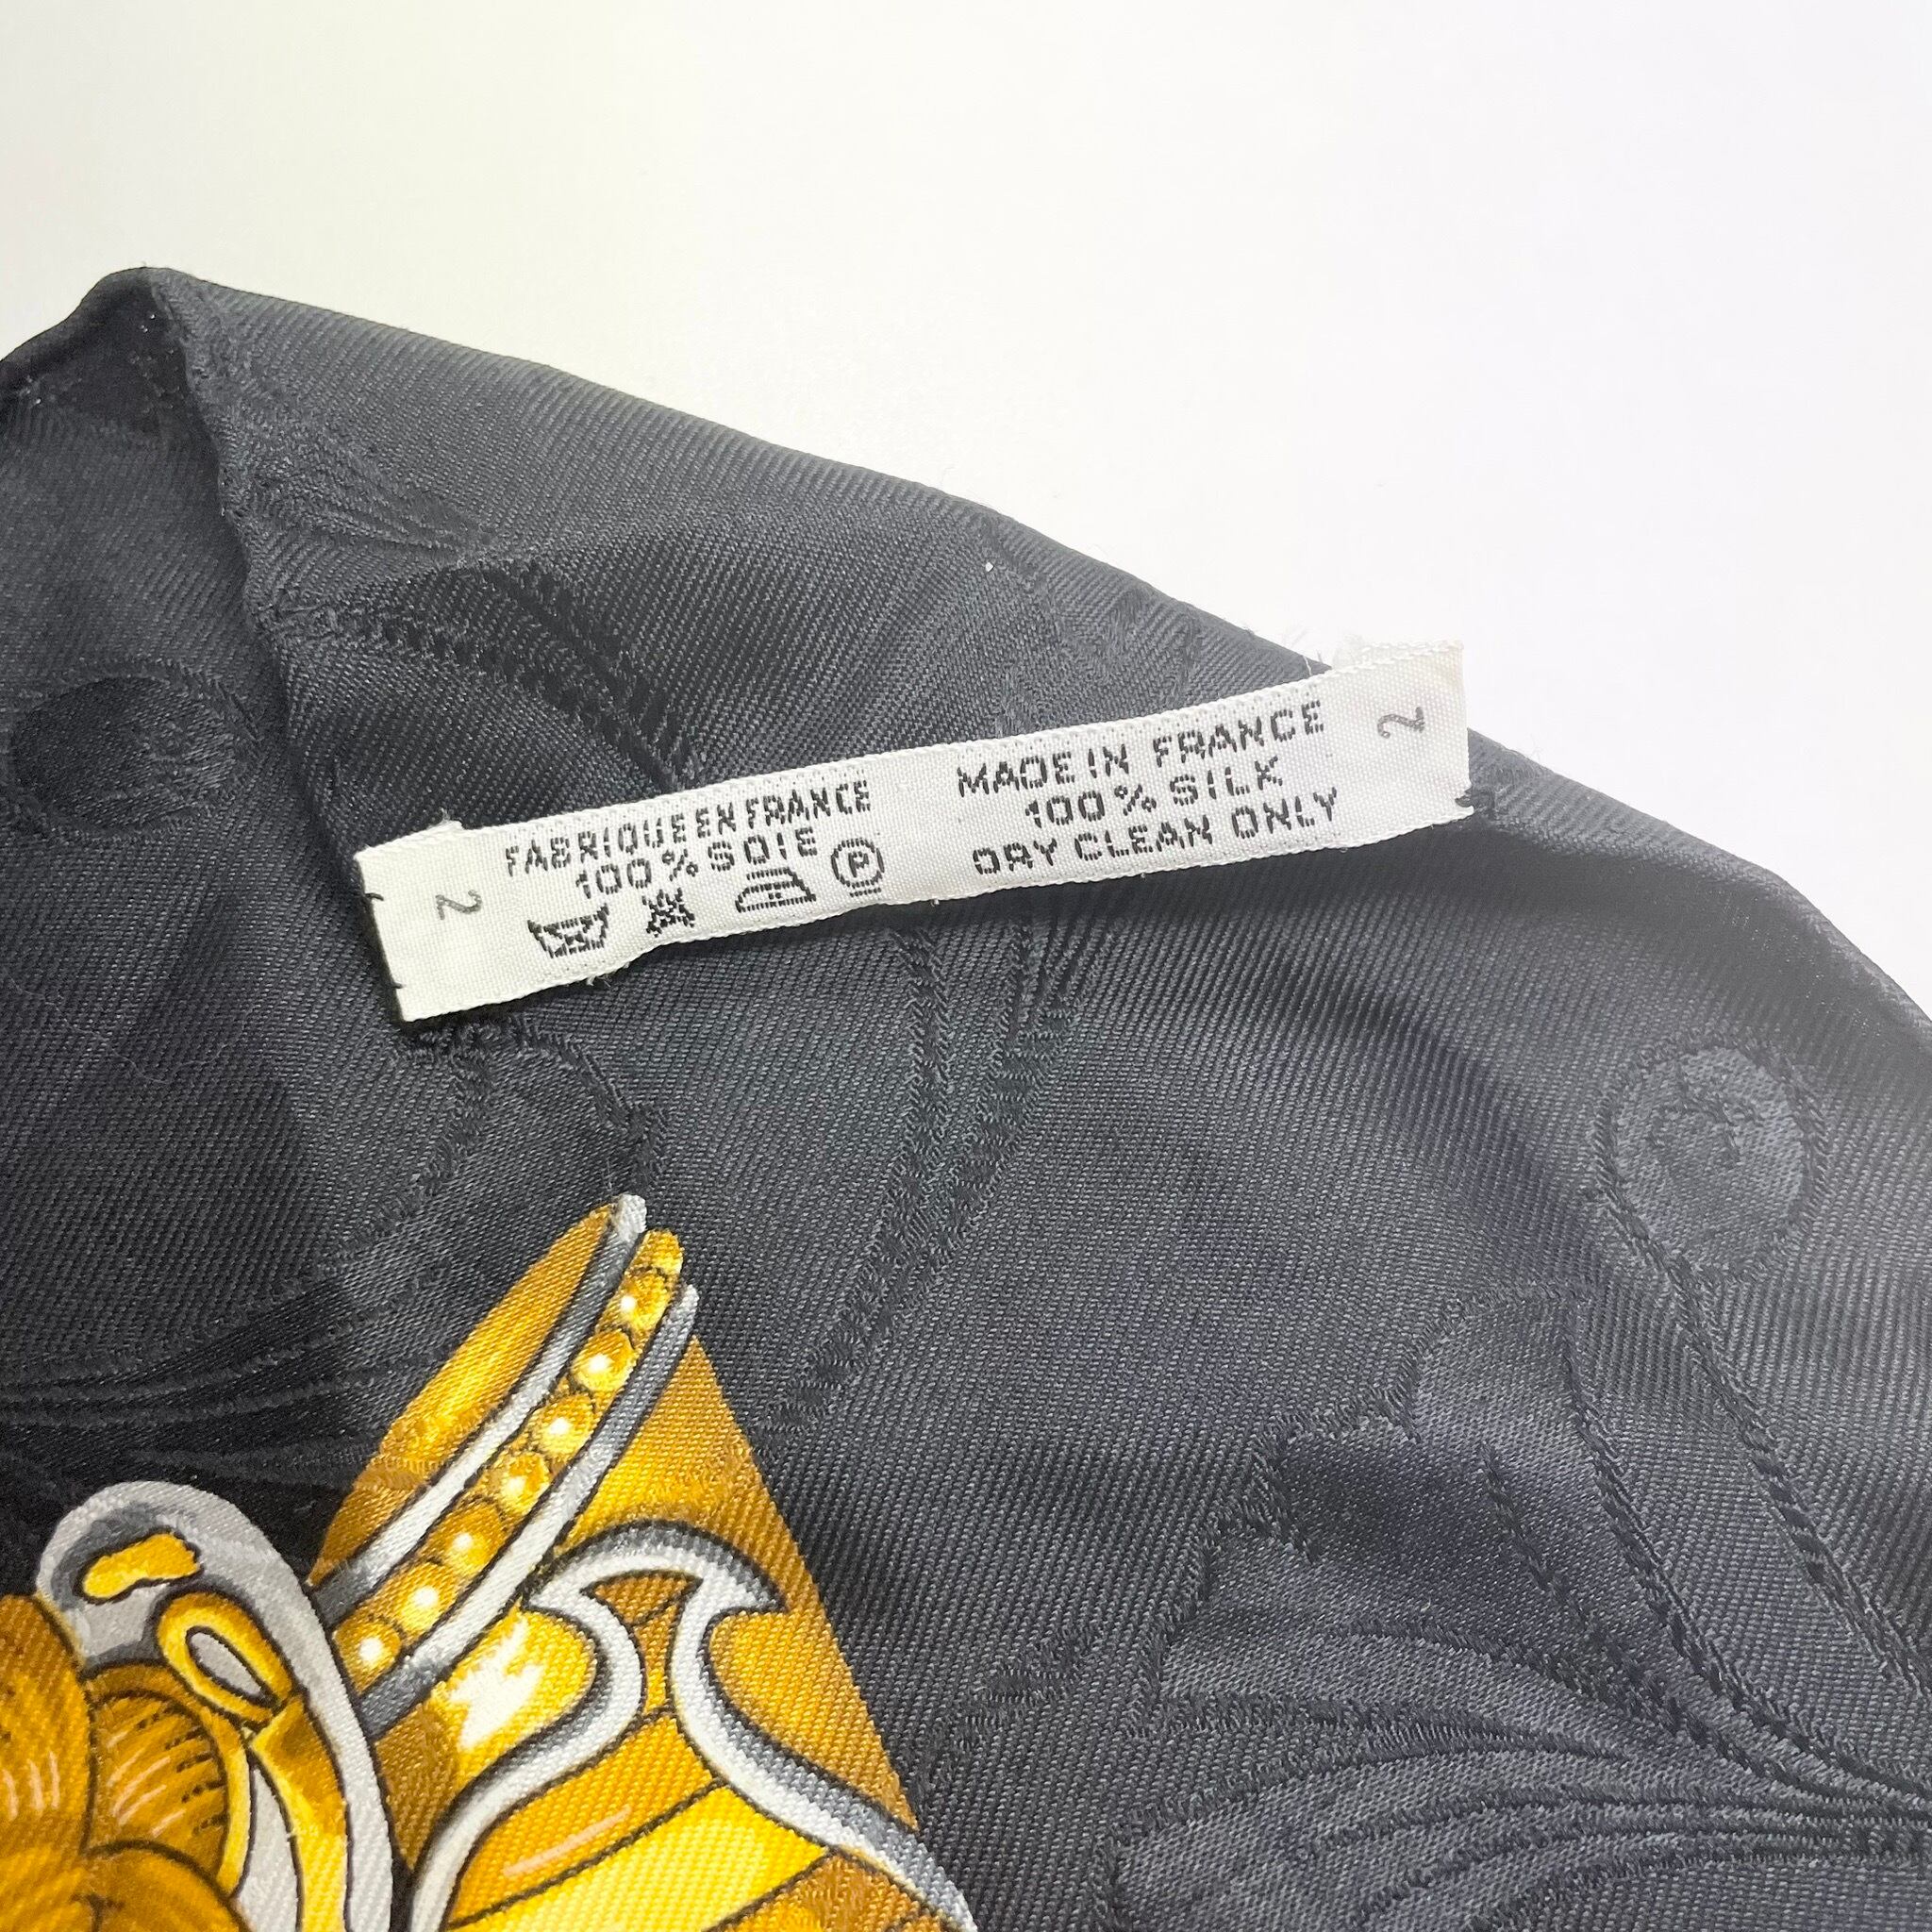 2
FABRIQUE EN FRANCE
100% SOIE
P
MADE IN FRANCE
100% SILK
DRY CLEAN ONLY
2